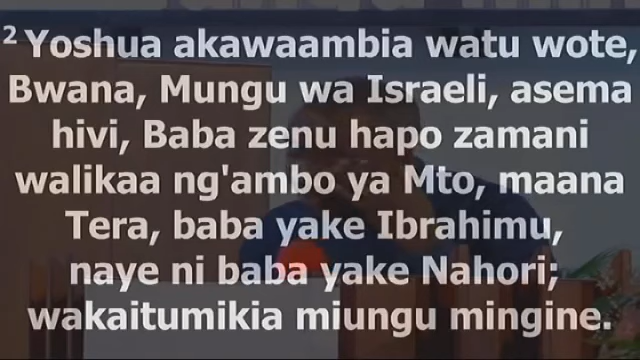 2 Yoshua akawaambia watu wote,
Bwana, Mungu wa Israeli, asema
hivi, Baba zenu hapo zamani
walikaa ng'ambo ya Mto, maana
Tera, baba yake Ibrahimu,
naye ni baba yake Nahori;
wakaitumikia miungu mingine.